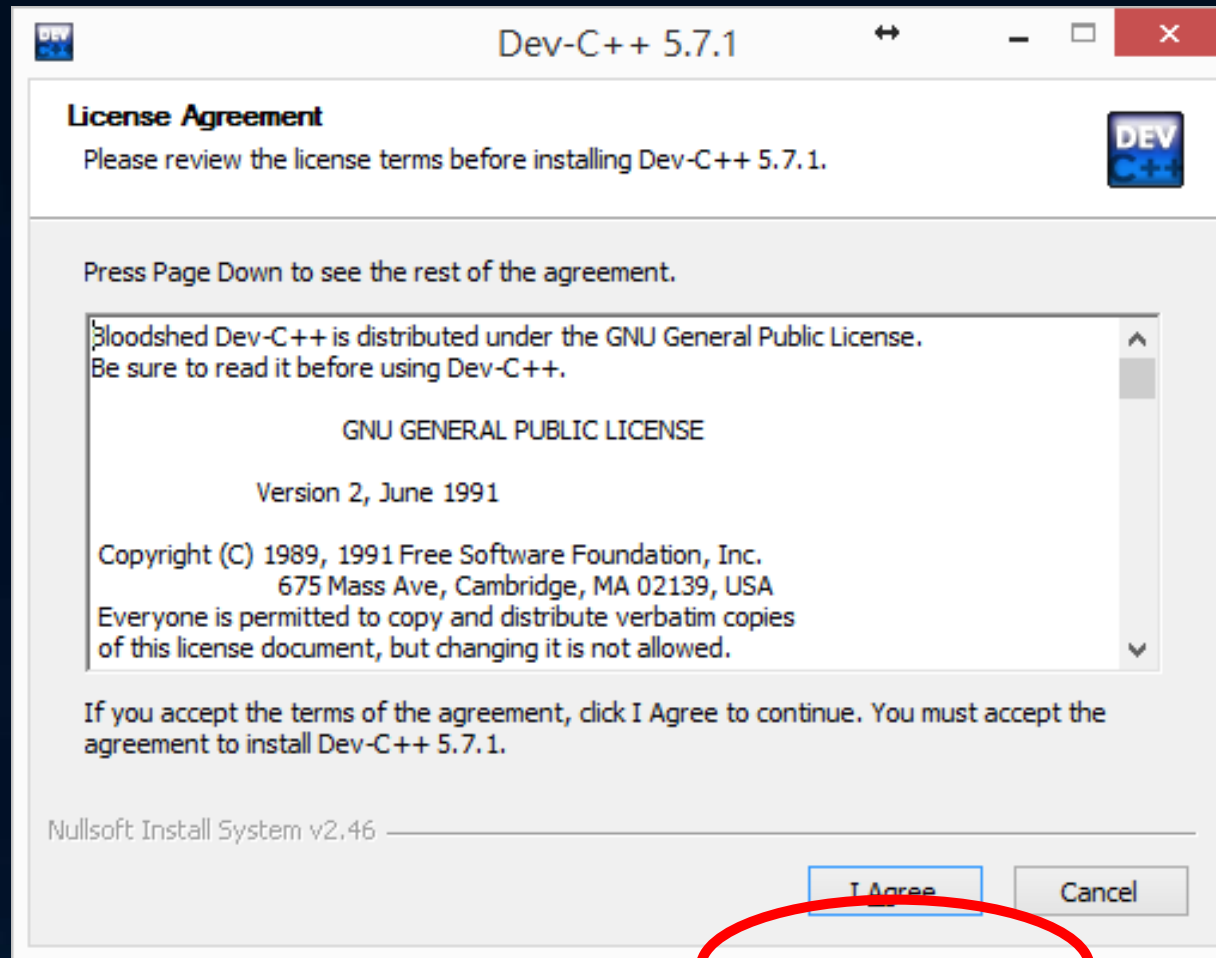 DEV
C++
Dev-C++ 5.7.1
License Agreement
Please review the license terms before installing Dev-C++ 5.7.1.
DEV
C++
Press Page Down to see the rest of the agreement.
Bloodshed Dev-C++ is distributed under the GNU General Public License.
Be sure to read it before using Dev-C++.
GNU GENERAL PUBLIC LICENSE
Version 2, June 1991
Copyright (C) 1989, 1991 Free Software Foundation, Inc.
675 Mass Ave, Cambridge, MA 02139, USA
Everyone is permitted to copy and distribute verbatim copies
of this license document, but changing it is not allowed.
If you accept the terms of the agreement, click I Agree to continue. You must accept the
agreement to install Dev-C++ 5.7.1.
Nullsoft Install System v2.46
I Agree
Cancel